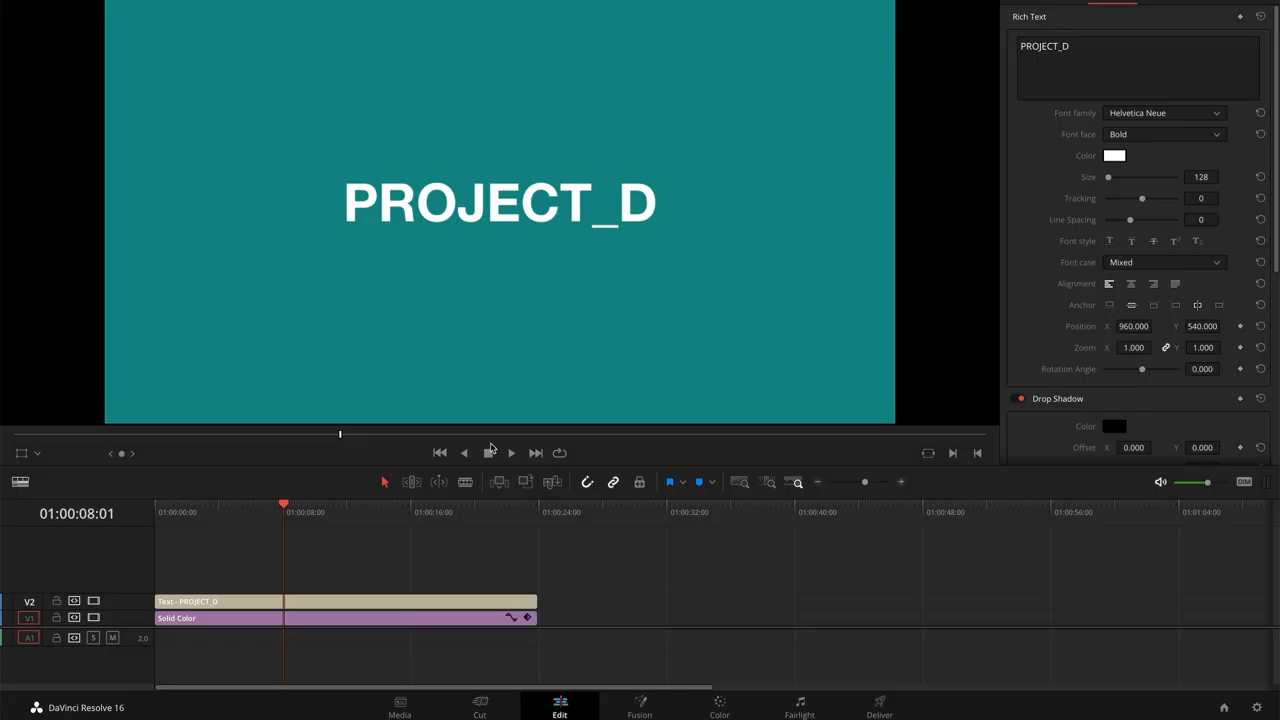 Rich Text
PROJECT_D
Font family Helvetica Neue
Font face Bold
Color
Size 128
Tracking 0
Line Spacing 0
Font style T T T T² T₂
Font case Mixed
Alignment
Anchor
Position X 960.000 Y 540.000
Zoom X 1.000 Y 1.000
Rotation Angle 0.000
Drop Shadow
Color
Offset 0.000 0.000
PROJECT_D
DIM
01:00:08:01
01:00:00:00 01:00:08:00 01:00:16:00 01:00:24:00 01:00:32:00 01:00:40:00 01:00:48:00 01:00:56:00 01:01:04:00
V2 Text - PROJECT_D
V1 Solid Color
A1 S M 2.0
DaVinci Resolve 16
Media Cut Edit Fusion Color Fairlight Deliver